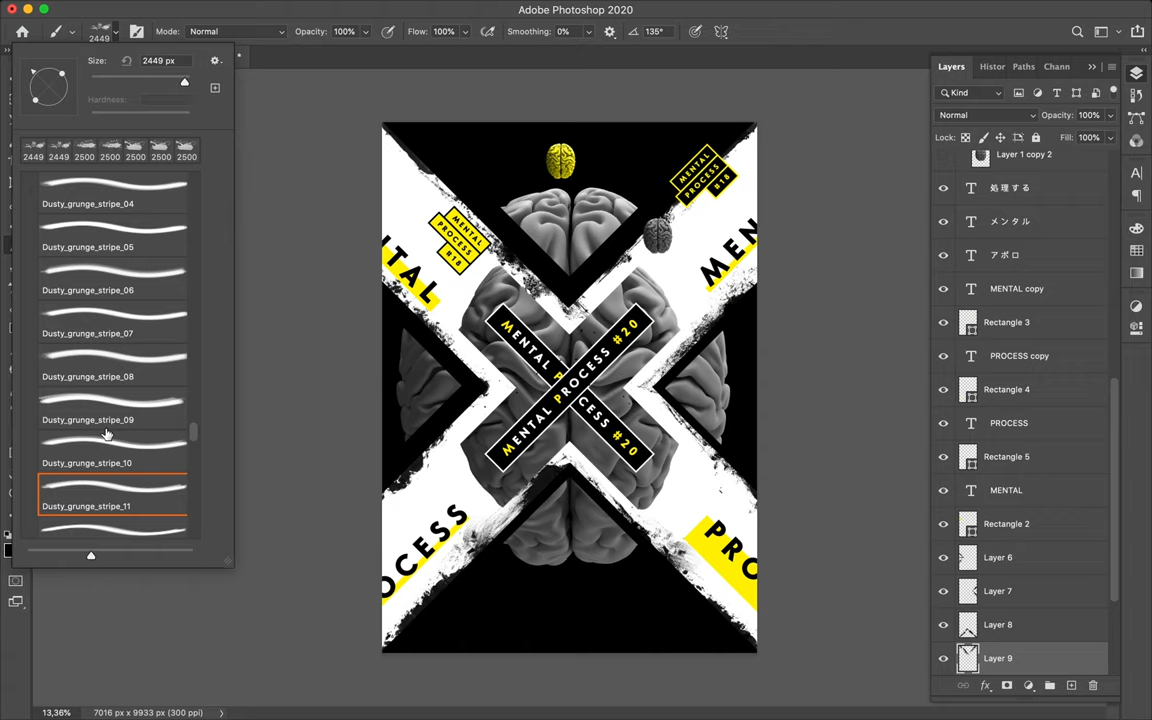 Adobe Photoshop 2020
2449
Mode: Normal
Opacity: 100%
Flow: 100%
Smoothing: 0%
135°
Size: 2449 px
Hardness:
2449 2449 2500 2500 2500 2500 2500
Dusty_grunge_stripe_04
Dusty_grunge_stripe_05
Dusty_grunge_stripe_06
Dusty_grunge_stripe_07
Dusty_grunge_stripe_08
Dusty_grunge_stripe_09
Dusty_grunge_stripe_10
Dusty_grunge_stripe_11
MENTAL
PROCESS
#18
MENTAL
PROCESS
#18
NTAL
MEN
MENTAL PROCESS #20
MENTAL P CESS #20
OCESS
PRO
Layers Histor Paths Chann
Kind
Normal Opacity: 100%
Lock: Fill: 100%
Layer 1 copy 2
処理する
メンタル
アポロ
MENTAL copy
Rectangle 3
PROCESS copy
Rectangle 4
PROCESS
Rectangle 5
MENTAL
Rectangle 2
Layer 6
Layer 7
Layer 8
Layer 9
13,36% 7016 px x 9933 px (300 ppi)